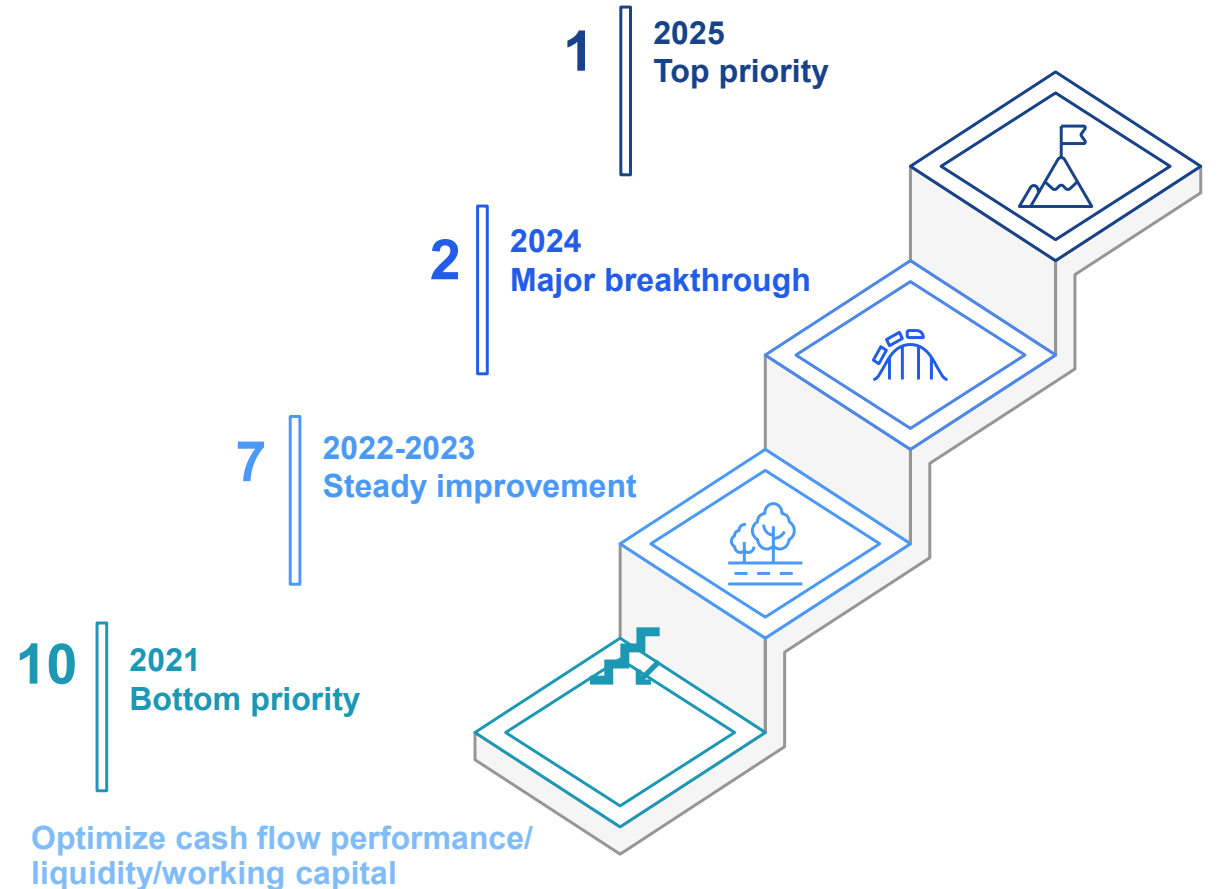 1
2025
Top priority
2
2024
Major breakthrough
7
2022-2023
Steady improvement
10
2021
Bottom priority
Optimize cash flow performance/
liquidity/working capital